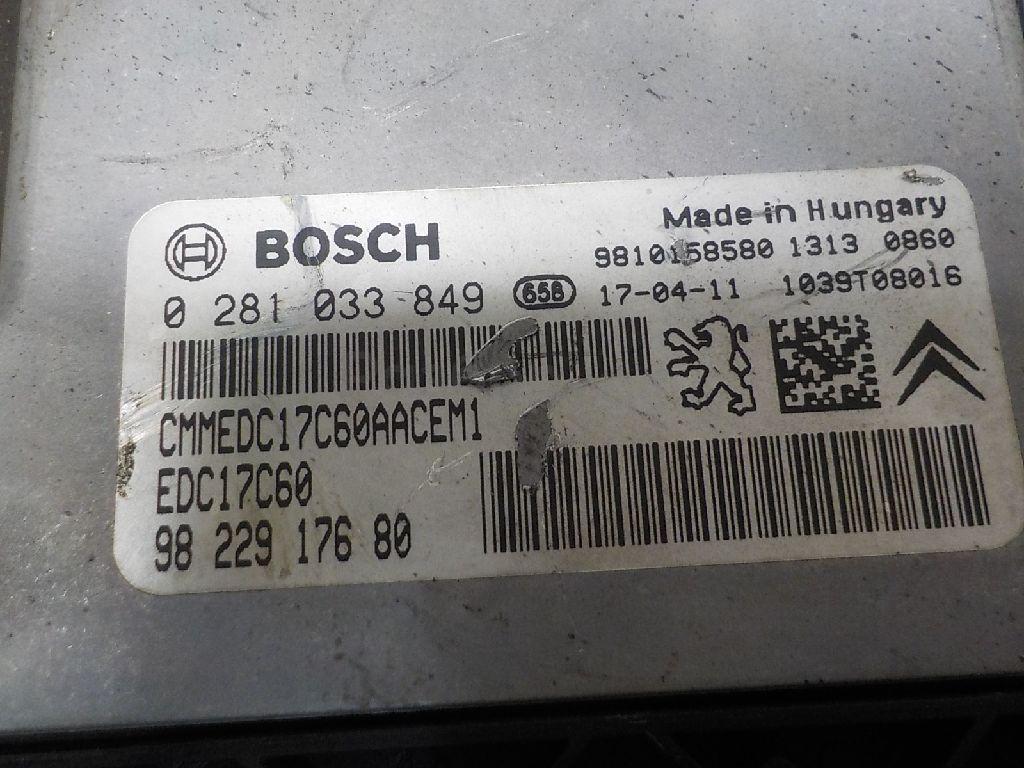 BOSCH
Made in Hungary
9810158580 1313 0860
0 281 033 849 658 17-04-11 1039T08016
CMMEDC17C60AACEM1
EDC17C60
98 229 176 80